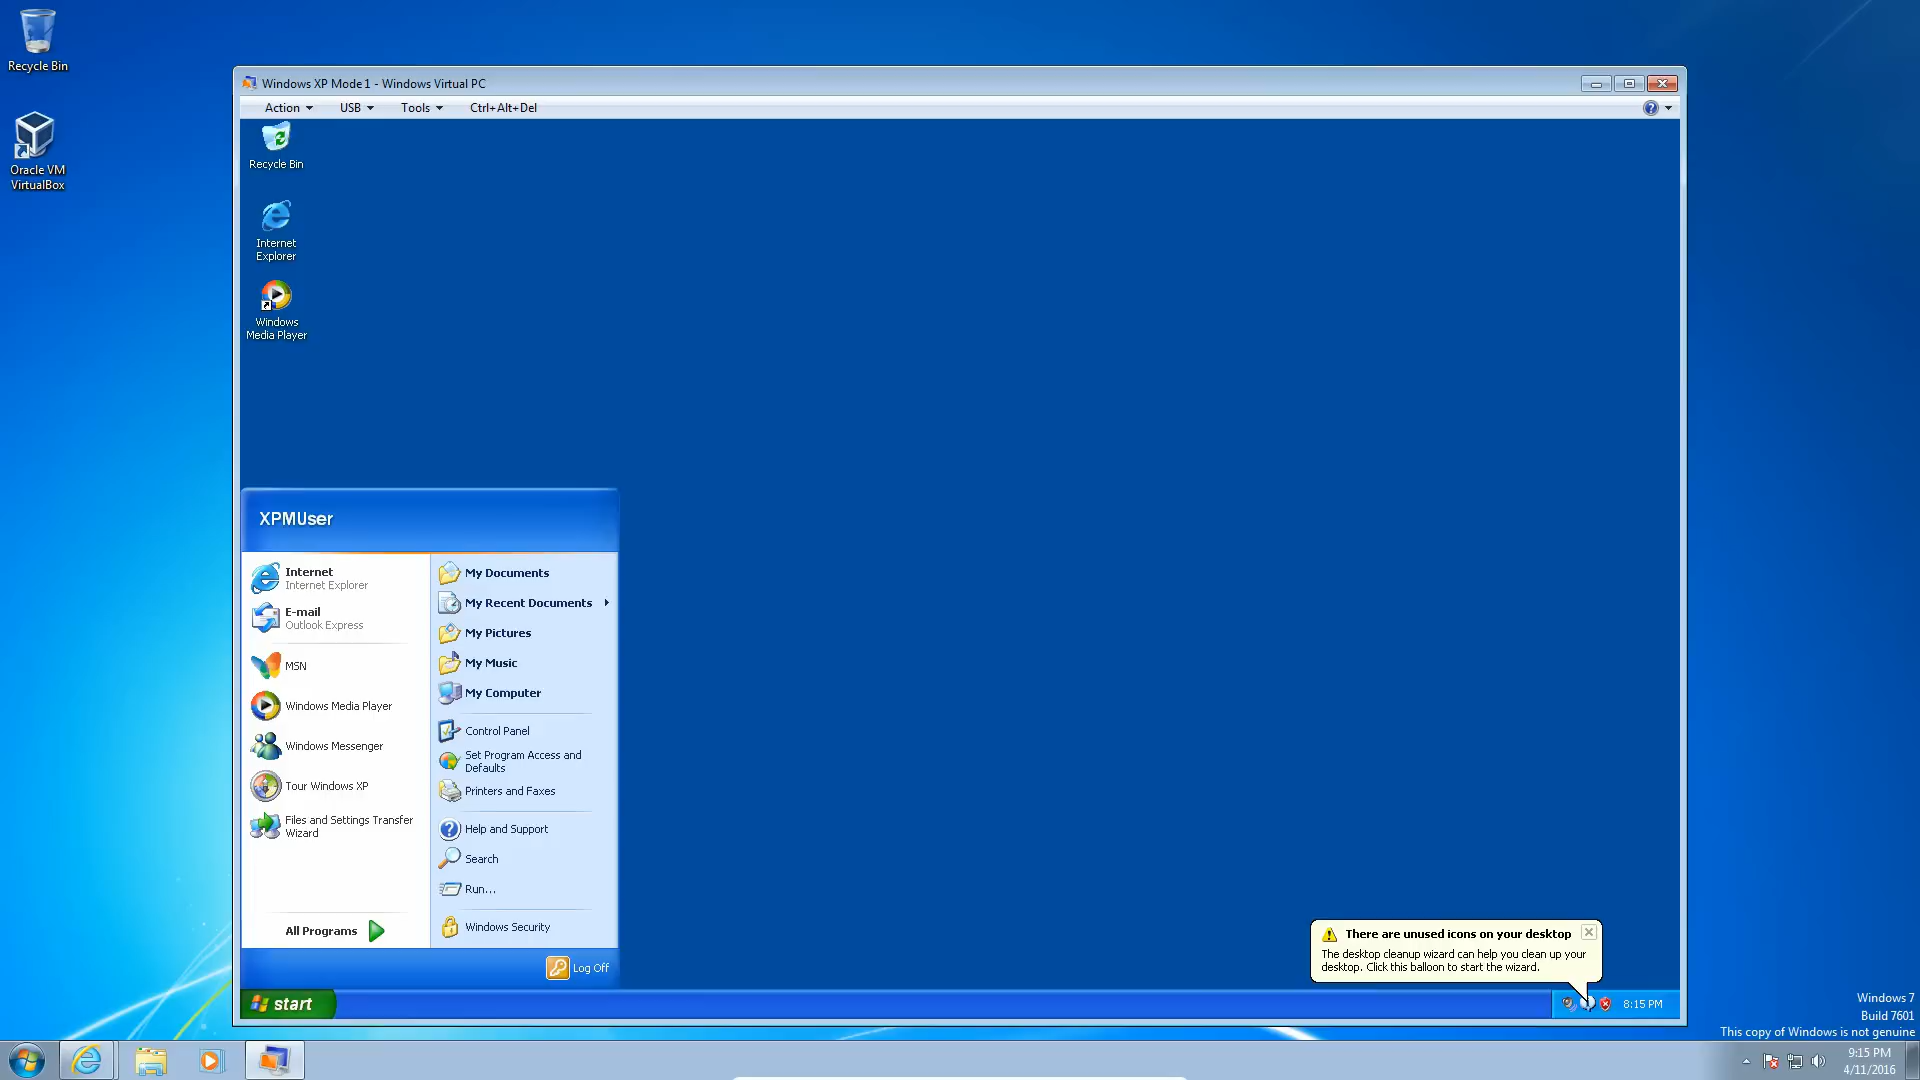 Recycle Bin
Oracle VM
VirtualBox
Windows XP Mode 1 - Windows Virtual PC
Action
USB
Tools
Ctrl+Alt+Del
Recycle Bin
Internet
Explorer
Windows
Media Player
XPMUser
Internet
Internet Explorer
E-mail
Outlook Express
MSN
Windows Media Player
Windows Messenger
Tour Windows XP
Files and Settings Transfer
Wizard
All Programs
My Documents
My Recent Documents
My Pictures
My Music
My Computer
Control Panel
Set Program Access and
Defaults
Printers and Faxes
Help and Support
Search
Run...
Windows Security
Log Off
start
There are unused icons on your desktop
The desktop cleanup wizard can help you clean up your
desktop. Click this balloon to start the wizard.
8:15 PM
Windows 7
Build 7601
This copy of Windows is not genuine
9:15 PM
4/11/2016